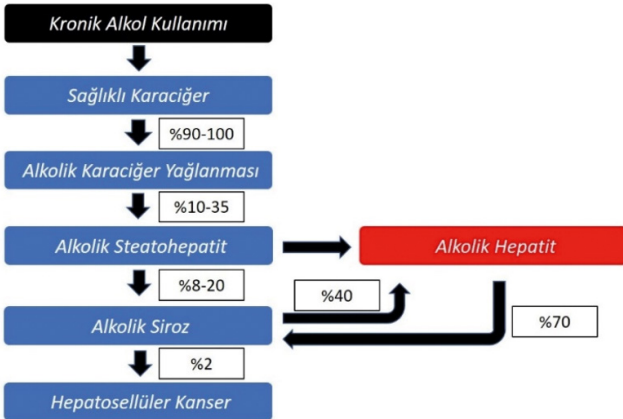 Kronik Alkol Kullanımı
Sağlıklı Karaciğer
%90-100
Alkolik Karaciğer Yağlanması
%10-35
Alkolik Steatohepatit
Alkolik Hepatit
%8-20
%40
Alkolik Siroz
%70
%2
Hepatosellüler Kanser